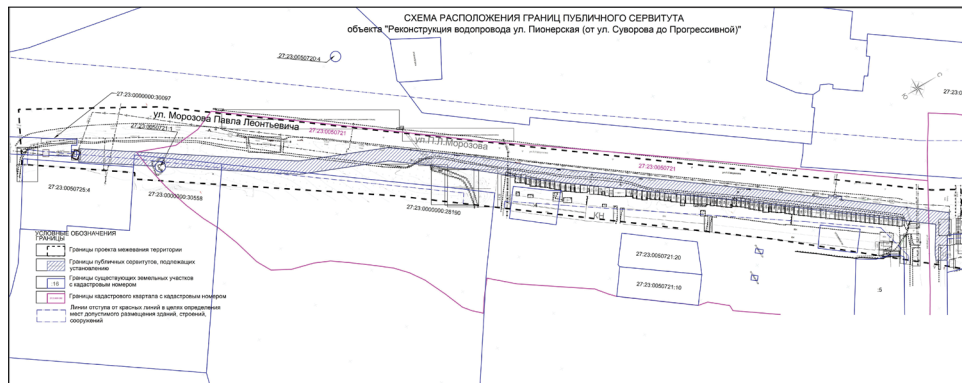 СХЕМА РАСПОЛОЖЕНИЯ ГРАНИЦ ПУБЛИЧНОГО СЕРВИТУТА
объекта "Реконструкция водопровода ул. Пионерская (от ул. Суворова до Прогрессивной)"
27:23:0050720:4
27:23:0
27:23:0000000:30097
ул. Морозова Павла Леонтьевича
27:23:0050721:1
27:23:0050721
ул. П.Л.Морозова
27:23:0050721
27:23:0050725:4
27:23:0000000:30558
27:23:0000000:28190
КН
27:23:0050721:20
27:23:0050721:10
:5
УСЛОВНЫЕ ОБОЗНАЧЕНИЯ
ГРАНИЦЫ
Границы проекта межевания территории
Границы публичных сервитутов, подлежащих
установлению
Границы существующих земельных участков
с кадастровым номером
Границы кадастрового квартала с кадастровым номером
Линии отступа от красных линий в целях определения
мест допустимого размещения зданий, строений,
сооружений